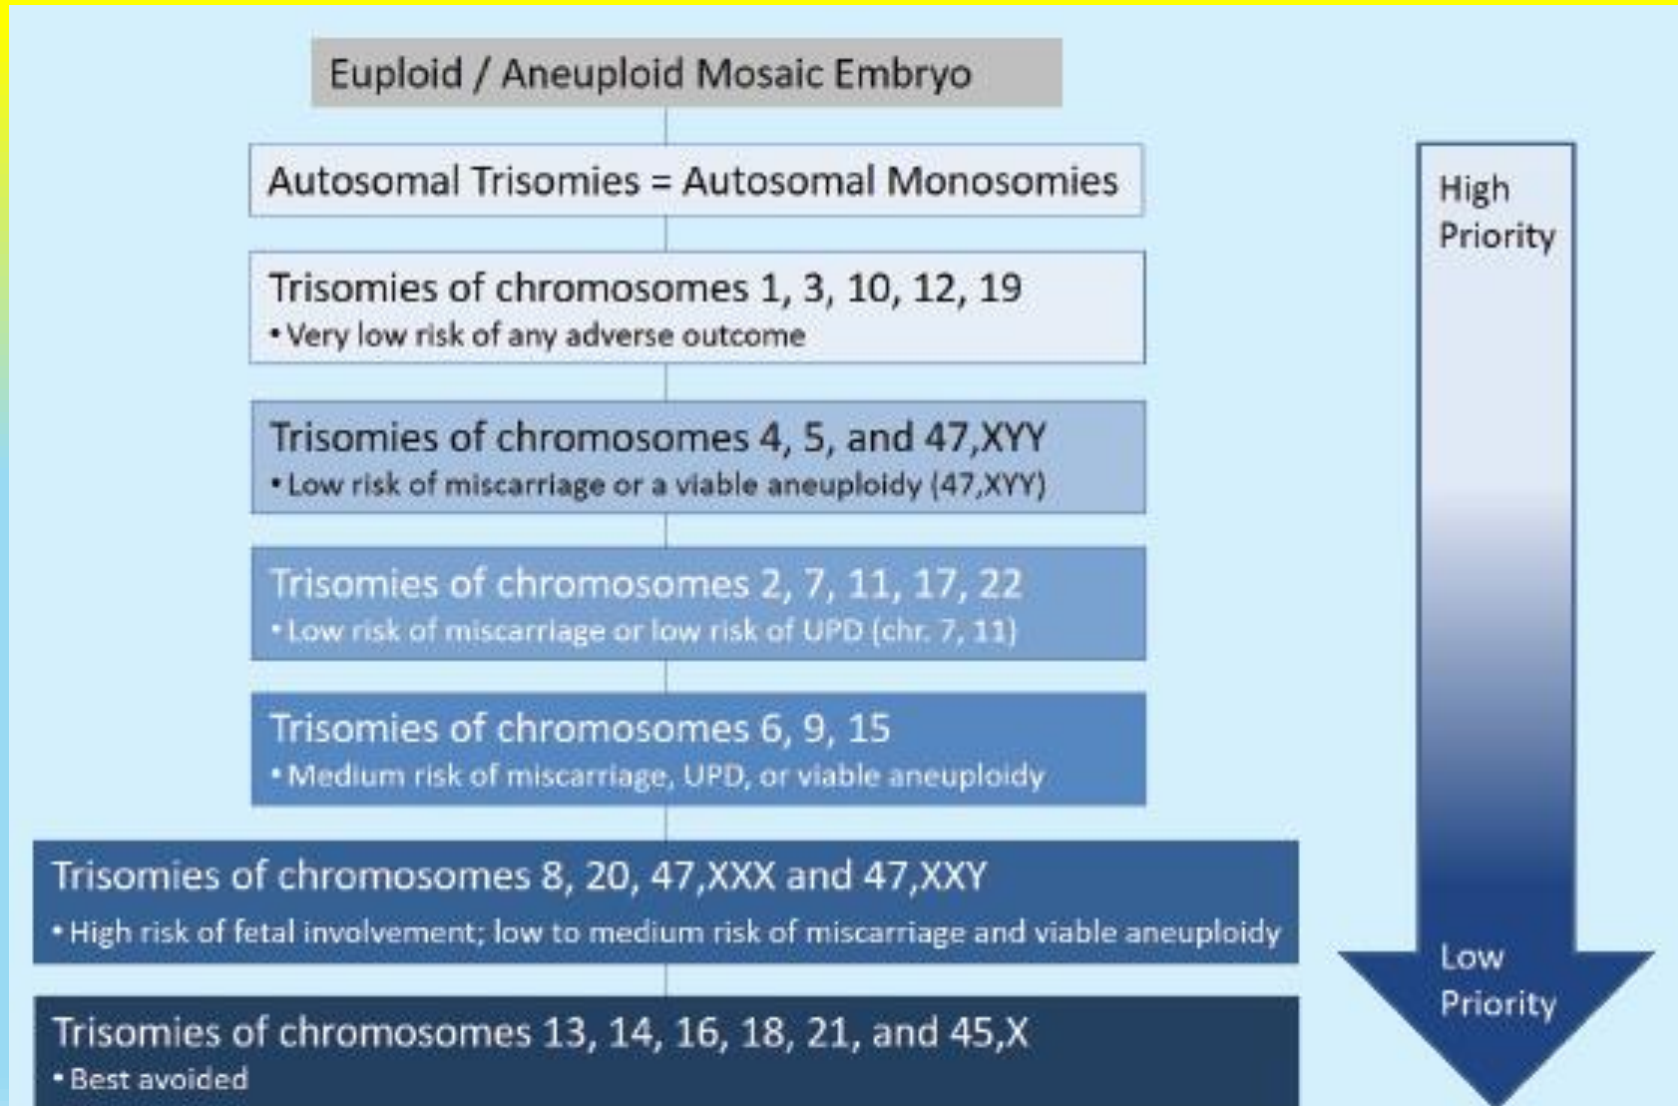 Euploid / Aneuploid Mosaic Embryo
Autosomal Trisomies = Autosomal Monosomies
Trisomies of chromosomes 1, 3, 10, 12, 19
• Very low risk of any adverse outcome
Trisomies of chromosomes 4, 5, and 47,XYY
• Low risk of miscarriage or a viable aneuploidy (47,XYY)
Trisomies of chromosomes 2, 7, 11, 17, 22
• Low risk of miscarriage or low risk of UPD (chr. 7, 11)
Trisomies of chromosomes 6, 9, 15
• Medium risk of miscarriage, UPD, or viable aneuploidy
Trisomies of chromosomes 8, 20, 47,XXX and 47,XXY
• High risk of fetal involvement; low to medium risk of miscarriage and viable aneuploidy
Trisomies of chromosomes 13, 14, 16, 18, 21, and 45,X
• Best avoided
High
Priority
Low
Priority